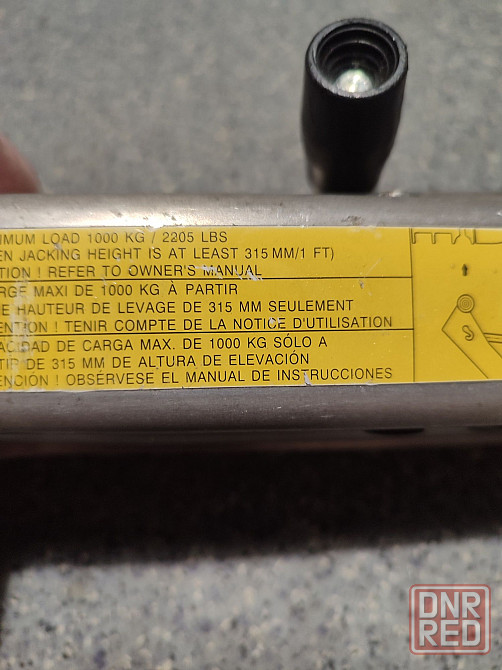 IMUM LOAD 1000 KG / 2205 LBS
EN JACKING HEIGHT IS AT LEAST 315 MM/1 FT)
TION ! REFER TO OWNER'S MANUAL
RGE MAXI DE 1000 KG À PARTIR
NE HAUTEUR DE LEVAGE DE 315 MM SEULEMENT
ENTION ! TENIR COMPTE DE LA NOTICE D'UTILISATION
ACIDAD DE CARGA MAX. DE 1000 KG SÓLO A
TIR DE 315 MM DE ALTURA DE ELEVACIÓN
ENCION ! OBSÉRVESE EL MANUAL DE INSTRUCCIONES
DNR
RED